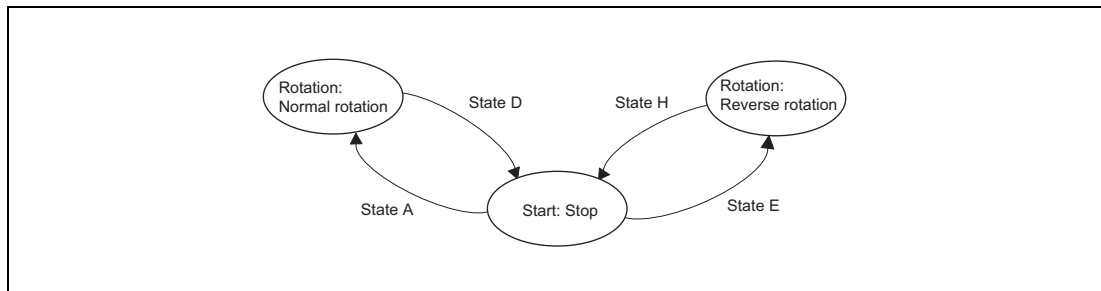 Rotation:
Normal rotation
State D
State H
Rotation:
Reverse rotation
State A
Start: Stop
State E